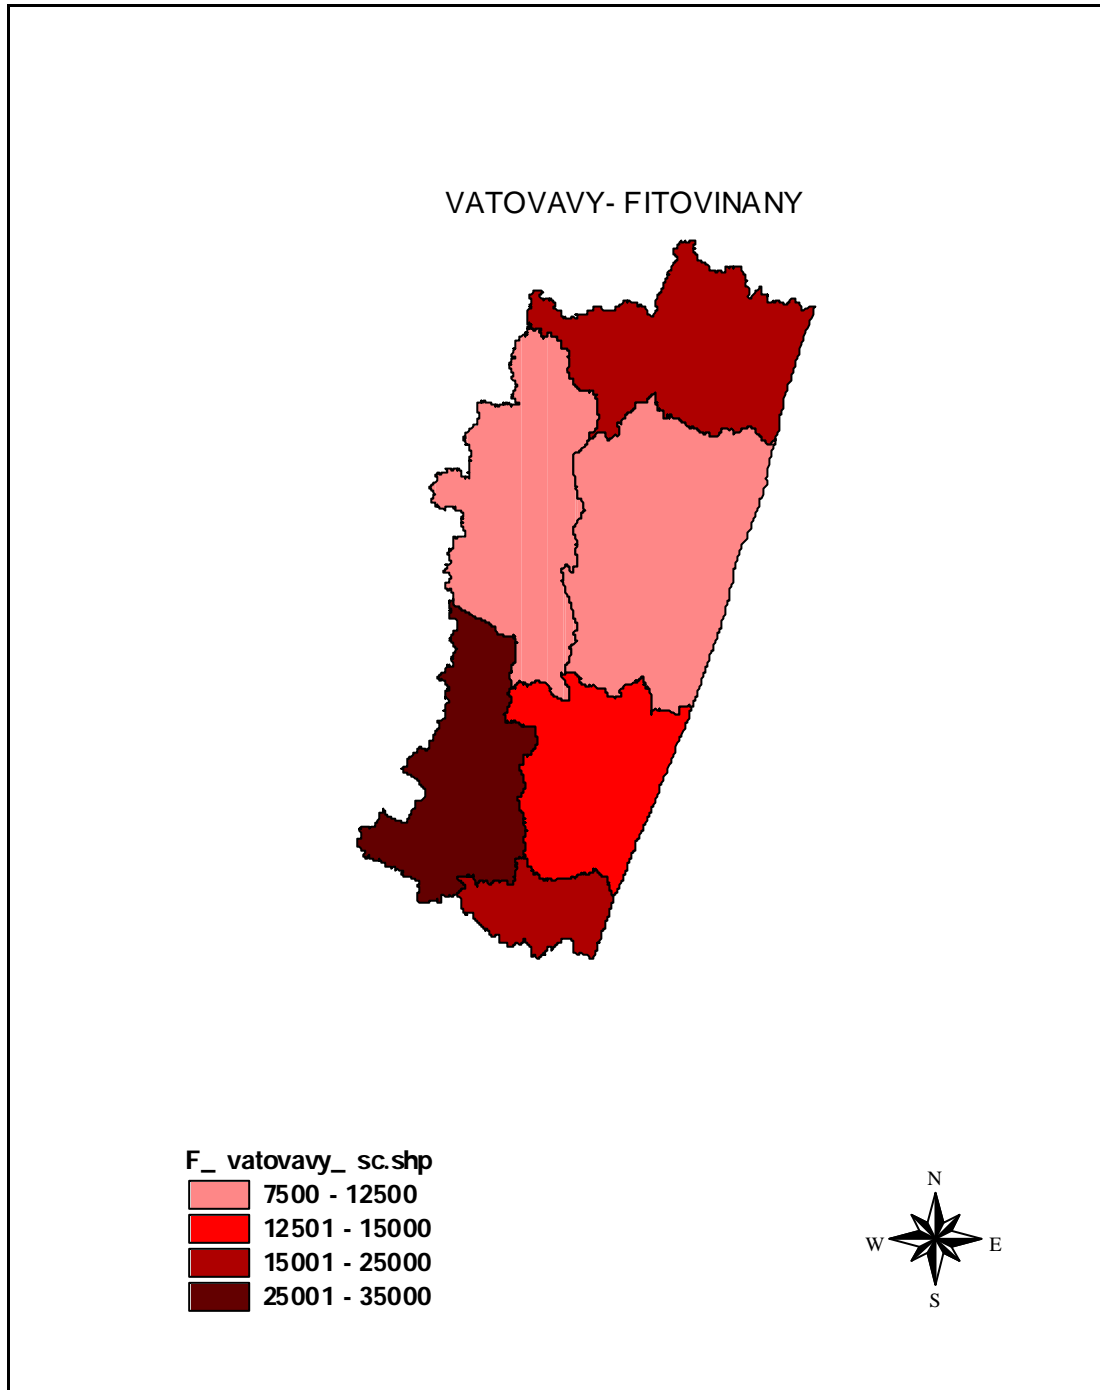 VATOVAVY- FITOVINANY
F_ vatovavy_ sc.shp
7500 - 12500
12501 - 15000
15001 - 25000
25001 - 35000
N
W E
S